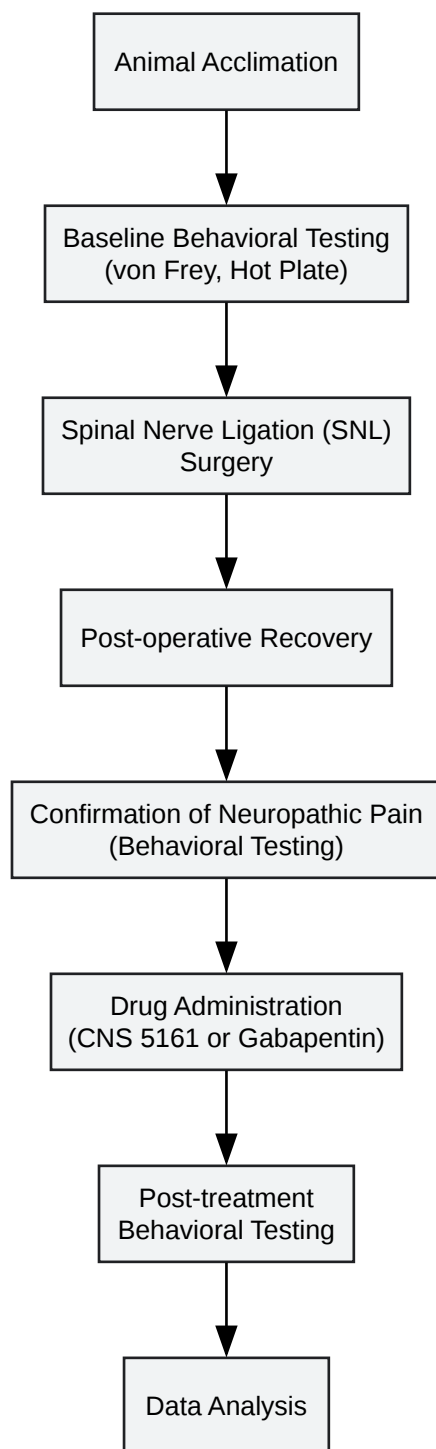 Animal Acclimation
Baseline Behavioral Testing
(von Frey, Hot Plate)
Spinal Nerve Ligation (SNL)
Surgery
Post-operative Recovery
Confirmation of Neuropathic Pain
(Behavioral Testing)
Drug Administration
(CNS 5161 or Gabapentin)
Post-treatment
Behavioral Testing
Data Analysis